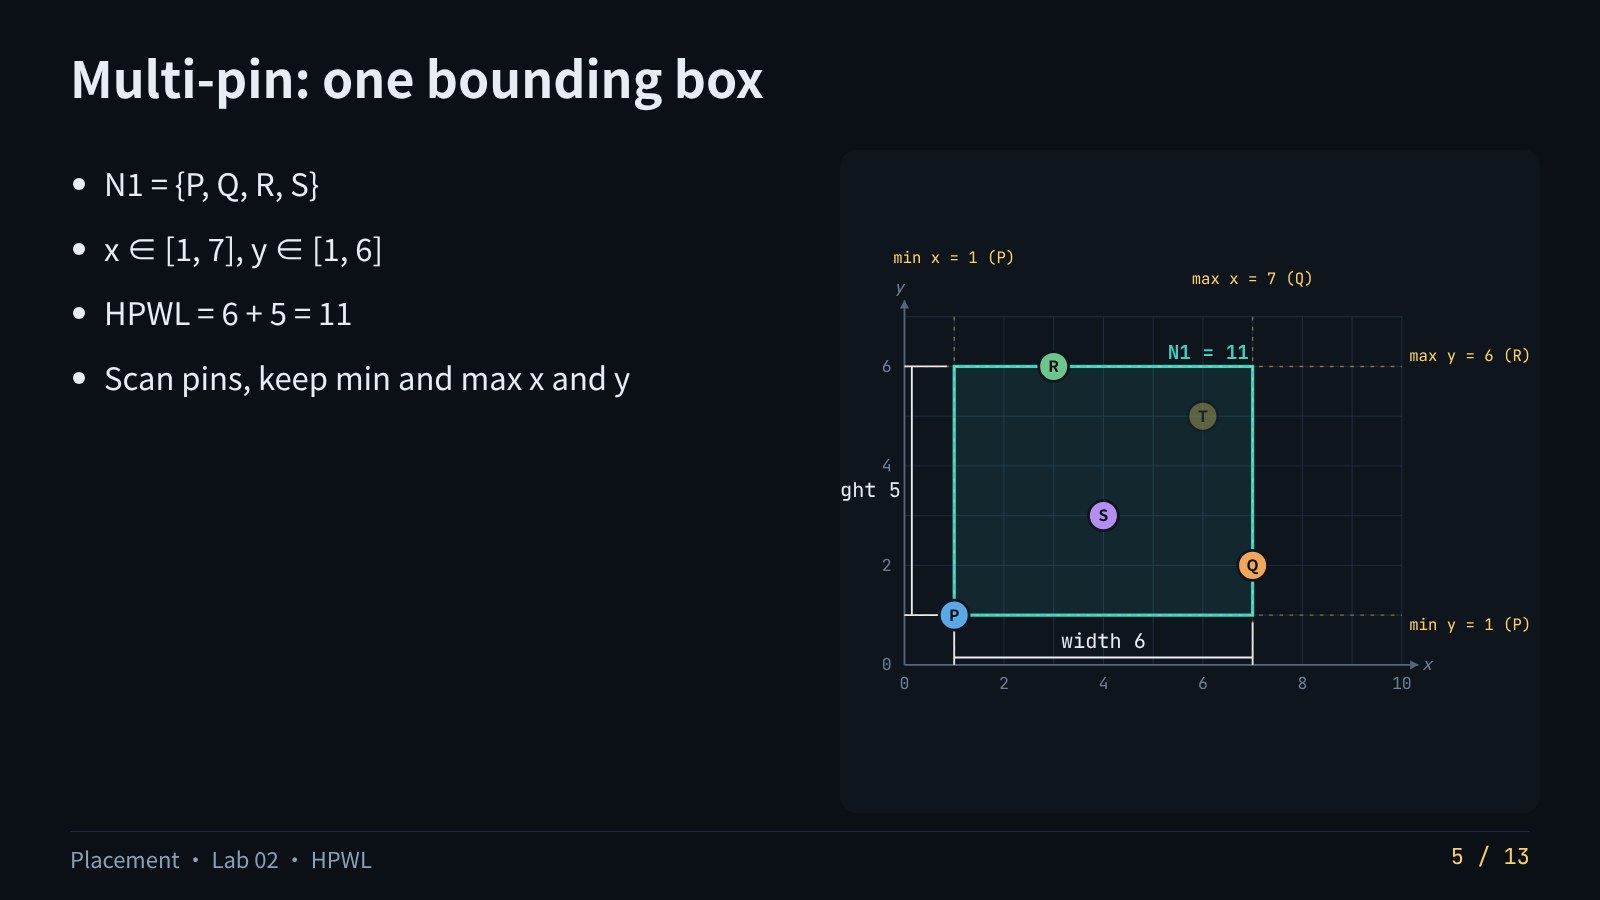 Multi-pin: one bounding box
• N1 = {P, Q, R, S}
• x ∈ [1, 7], y ∈ [1, 6]
• HPWL = 6 + 5 = 11
• Scan pins, keep min and max x and y
min x = 1 (P)
max x = 7 (Q)
y
N1 = 11
max y = 6 (R)
6
R
T
4
ght 5
S
2
Q
P
min y = 1 (P)
width 6
0
x
0 2 4 6 8 10
Placement • Lab 02 • HPWL
5 / 13